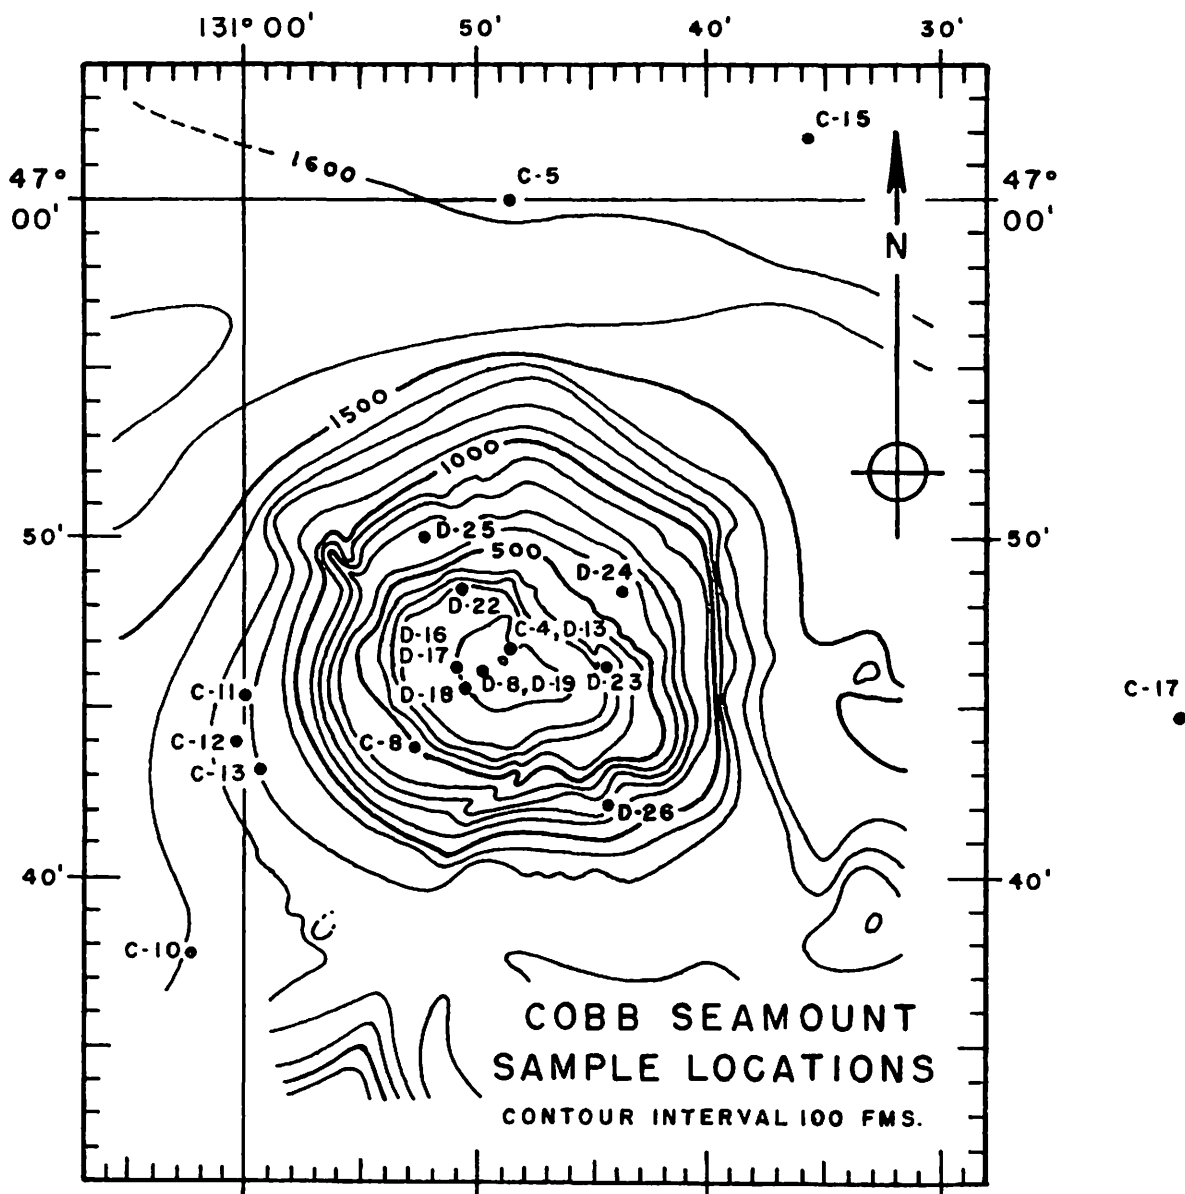 131° 00' 50' 40' 30'
C-15
1600
C-5
47° 00'
47° 00'
N
1500
1000
D-25
50'
500
50'
D-24
D-22
D-16
C-4, D-13
D-17
D-18
D-8, D-19
D-23
C-11
C-17
C-12
C-8
C-13
D-26
40'
40'
C-10
COBB SEAMOUNT
SAMPLE LOCATIONS
CONTOUR INTERVAL 100 FMS.